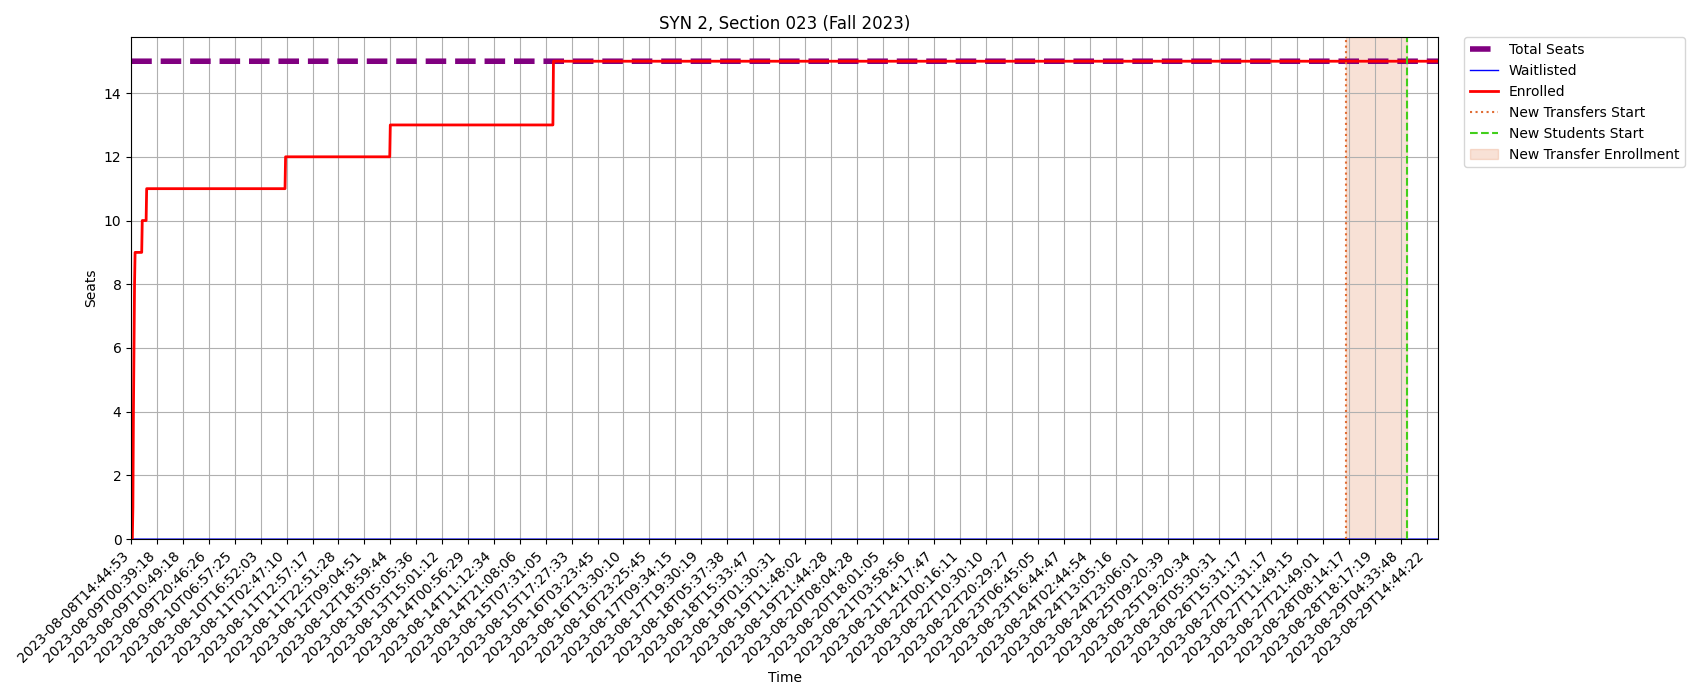 SYN 2, Section 023 (Fall 2023)
Total Seats
Waitlisted
Enrolled
New Transfers Start
New Students Start
New Transfer Enrollment
Seats
14
12
10
8
6
4
2
0
2023-08-08T14:44:53
2023-08-09T00:39:18
2023-08-09T10:49:18
2023-08-09T20:46:26
2023-08-10T06:57:25
2023-08-10T16:52:03
2023-08-11T02:47:10
2023-08-11T12:57:17
2023-08-11T22:51:28
2023-08-12T09:04:51
2023-08-12T18:59:44
2023-08-13T05:05:36
2023-08-13T15:01:12
2023-08-14T00:56:29
2023-08-14T11:12:34
2023-08-14T21:08:06
2023-08-15T07:31:05
2023-08-15T17:27:33
2023-08-16T03:23:45
2023-08-16T13:30:10
2023-08-16T23:25:45
2023-08-17T09:34:15
2023-08-17T19:30:19
2023-08-18T05:37:38
2023-08-18T15:33:47
2023-08-19T01:30:31
2023-08-19T11:48:02
2023-08-19T21:44:28
2023-08-20T08:04:28
2023-08-20T18:01:05
2023-08-21T03:58:56
2023-08-21T14:17:47
2023-08-22T00:16:11
2023-08-22T10:30:10
2023-08-22T20:29:27
2023-08-23T06:45:05
2023-08-23T16:44:47
2023-08-24T02:44:54
2023-08-24T13:05:16
2023-08-24T23:06:01
2023-08-25T09:20:39
2023-08-25T19:20:34
2023-08-26T05:30:31
2023-08-26T15:31:17
2023-08-27T01:31:17
2023-08-27T11:49:15
2023-08-27T21:49:01
2023-08-28T08:14:17
2023-08-28T18:17:19
2023-08-29T04:33:48
2023-08-29T14:44:22
Time